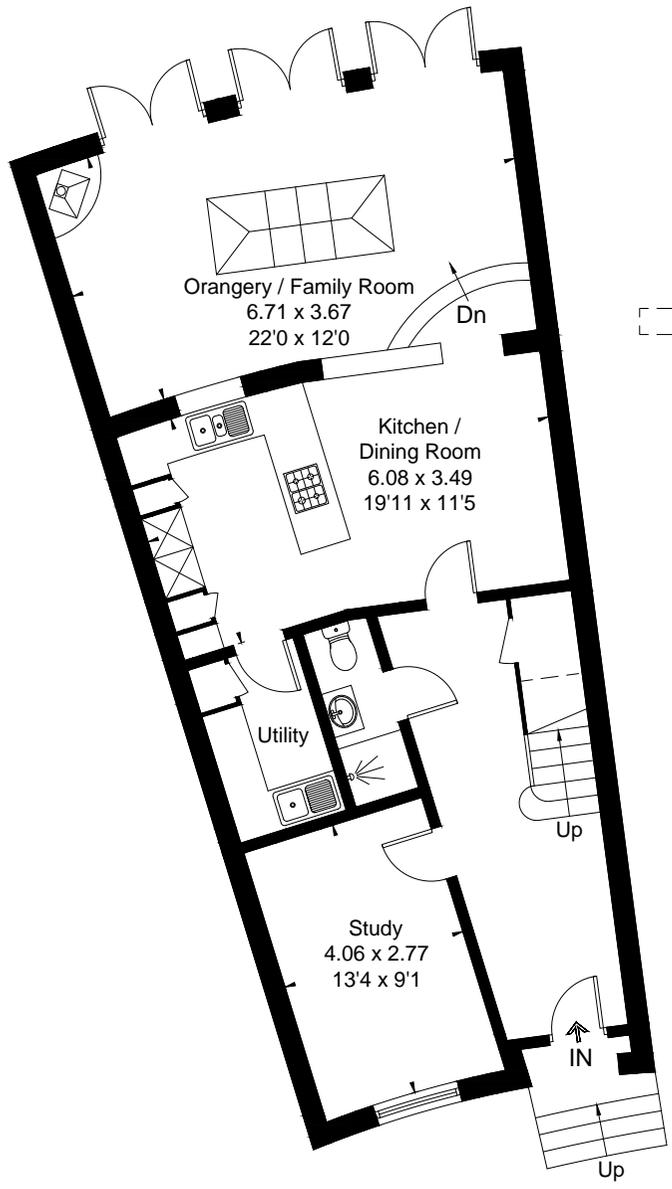 Orangery / Family Room
6.71 x 3.67
22'0 x 12'0
Dn
Kitchen /
Dining Room
6.08 x 3.49
19'11 x 11'5
Utility
Up
Study
4.06 x 2.77
13'4 x 9'1
IN
Up